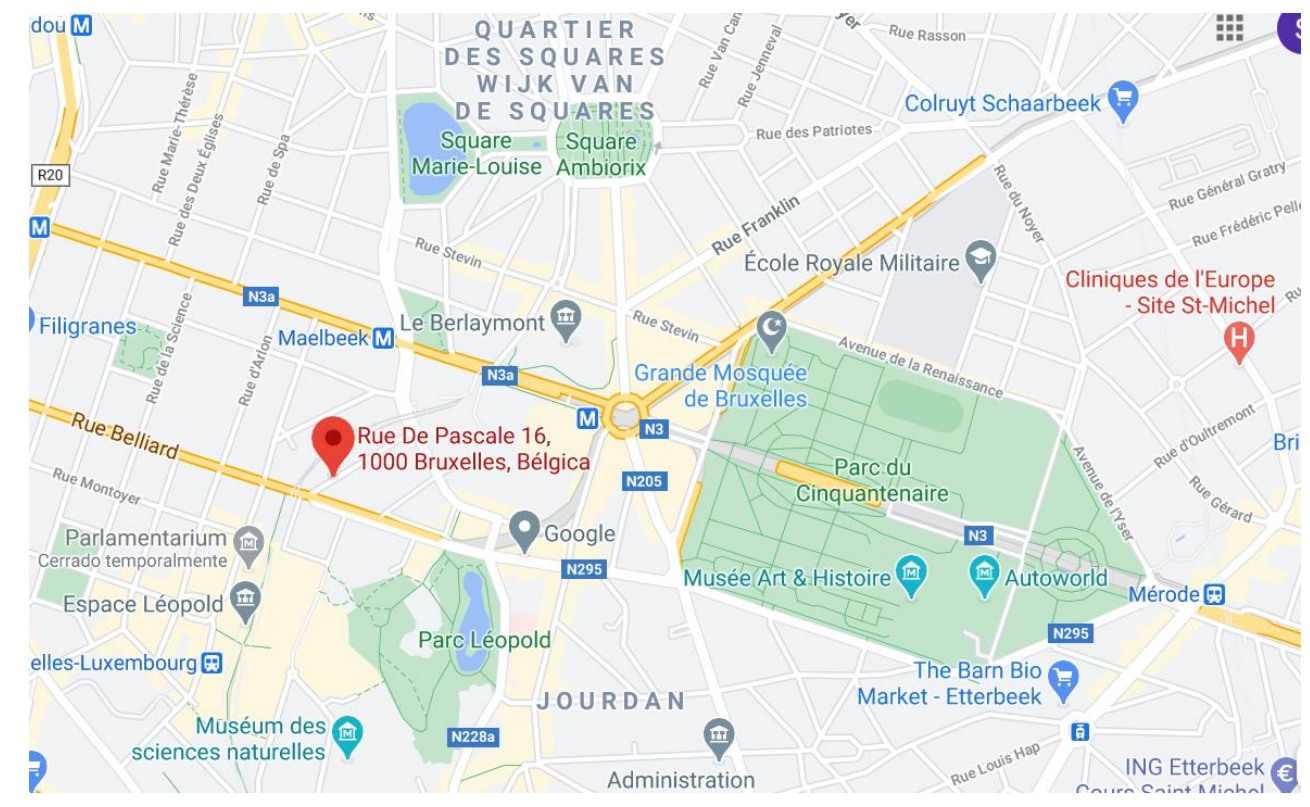 dou M
QUARTIER
DES SQUARES
WIJK VAN
DE SQUARES
Rue Van Can
Rue Jenneval
Rue Rasson
S
Colruyt Schaarbeek
Rue Marie-Thérèse
Rue des Deux Églises
Rue de Spa
Square
Marie-Louise
Square
Ambiorix
Rue des Patriotes
R20
Rue Général Gratry
Rue du Noyer
Rue Frédéric Pelle
M
Rue Stevin
Rue Franklin
École Royale Militaire
Cliniques de l'Europe
- Site St-Michel
H
N3a
Filigranes
Rue de la Science
Rue d'Arlon
Maelbeek M
Le Berlaymont
Rue Stevin
Avenue de la Renaissance
Grande Mosquée
de Bruxelles
N3a
M
N3
Rue Belliard
Rue De Pascale 16,
1000 Bruxelles, Bélgica
Rue d'Oultremont
Bri
Rue Montoyer
N205
Parc du
Cinquantenaire
Avenue de l'Yser
Rue Gérard
Parlamentarium
Cerrado temporalmente
Google
N3
N295
Musée Art & Histoire
Autoworld
Mérode
Espace Léopold
Parc Léopold
N295
elles-Luxembourg
The Barn Bio
Market - Etterbeek
JOURDAN
Muséum des
sciences naturelles
N228a
Administration
Rue Louis Hap
ING Etterbeek
Cours Saint Michel